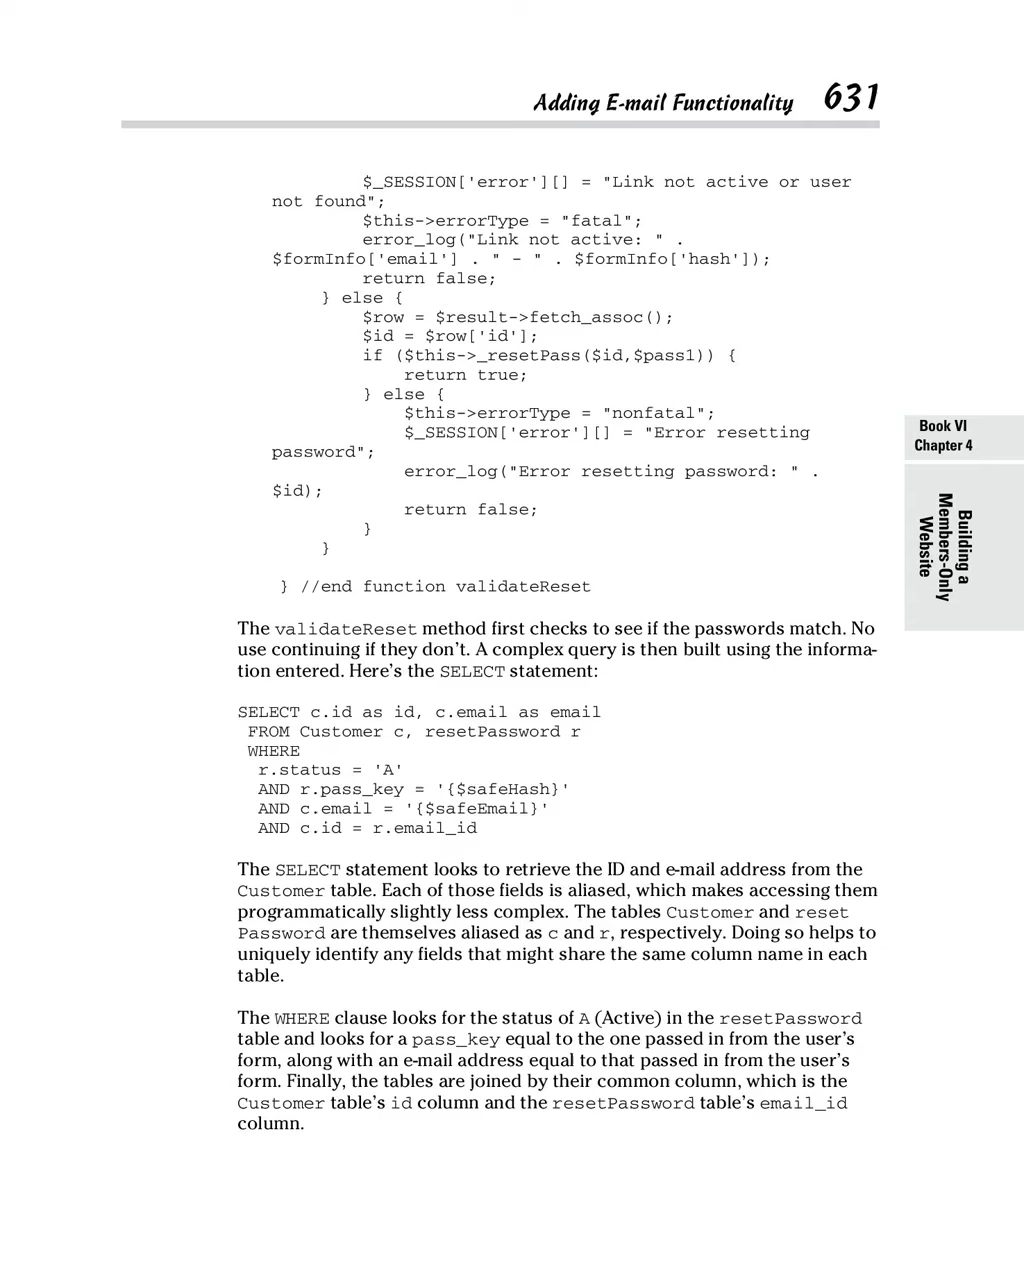 Adding E-mail Functionality 631
$_SESSION['error'][] = "Link not active or user
not found";
$this->errorType = "fatal";
error_log("Link not active: " .
$formInfo['email'] . " - " . $formInfo['hash']);
return false;
} else {
$row = $result->fetch_assoc();
$id = $row['id'];
if ($this->_resetPass($id,$pass1)) {
return true;
} else {
$this->errorType = "nonfatal";
$_SESSION['error'][] = "Error resetting
password";
error_log("Error resetting password: " .
$id);
return false;
}
}
} //end function validateReset
The validateReset method first checks to see if the passwords match. No
use continuing if they don't. A complex query is then built using the informa-
tion entered. Here's the SELECT statement:
SELECT c.id as id, c.email as email
FROM Customer c, resetPassword r
WHERE
r.status = 'A'
AND r.pass_key = '{$safeHash}'
AND c.email = '{$safeEmail}'
AND c.id = r.email_id
The SELECT statement looks to retrieve the ID and e-mail address from the
Customer table. Each of those fields is aliased, which makes accessing them
programmatically slightly less complex. The tables Customer and reset
Password are themselves aliased as c and r, respectively. Doing so helps to
uniquely identify any fields that might share the same column name in each
table.
The WHERE clause looks for the status of A (Active) in the resetPassword
table and looks for a pass_key equal to the one passed in from the user's
form, along with an e-mail address equal to that passed in from the user's
form. Finally, the tables are joined by their common column, which is the
Customer table's id column and the resetPassword table's email_id
column.
Book VI
Chapter 4
Building a
Members-Only
Website